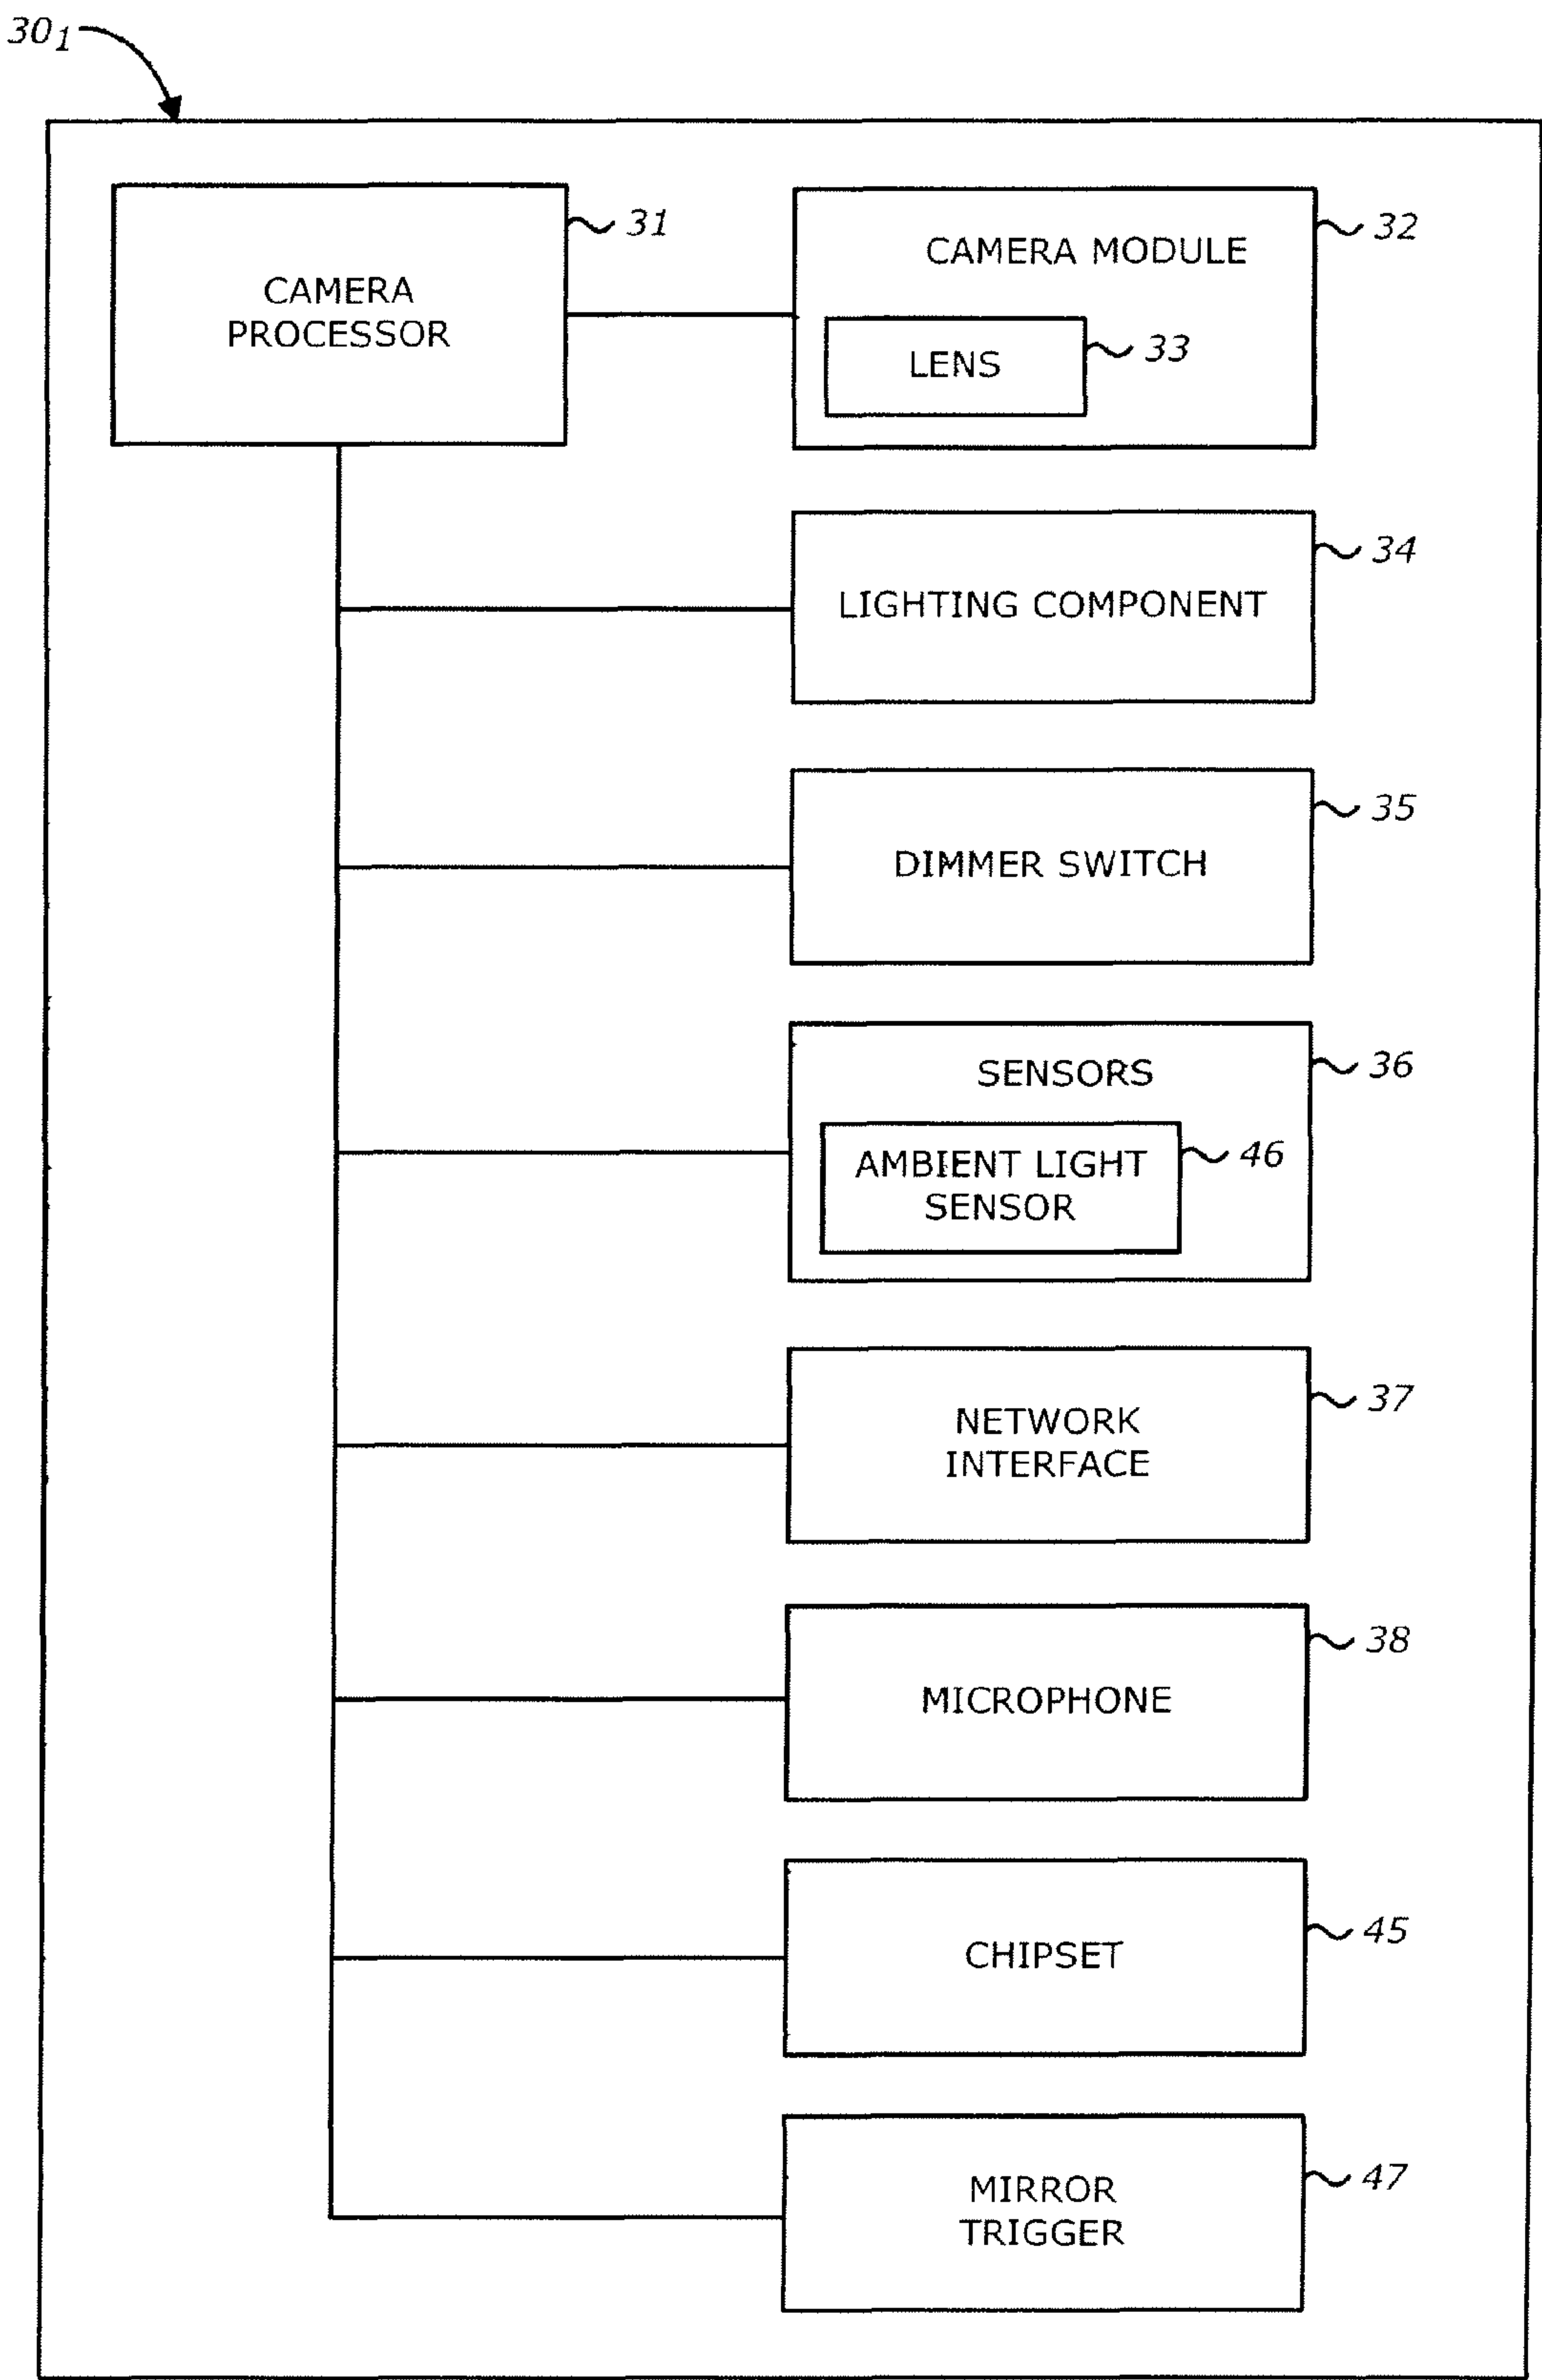 30₁
CAMERA
PROCESSOR
31
CAMERA MODULE
32
LENS
33
LIGHTING COMPONENT
34
DIMMER SWITCH
35
SENSORS
36
AMBIENT LIGHT
SENSOR
46
NETWORK
INTERFACE
37
MICROPHONE
38
CHIPSET
45
MIRROR
TRIGGER
47